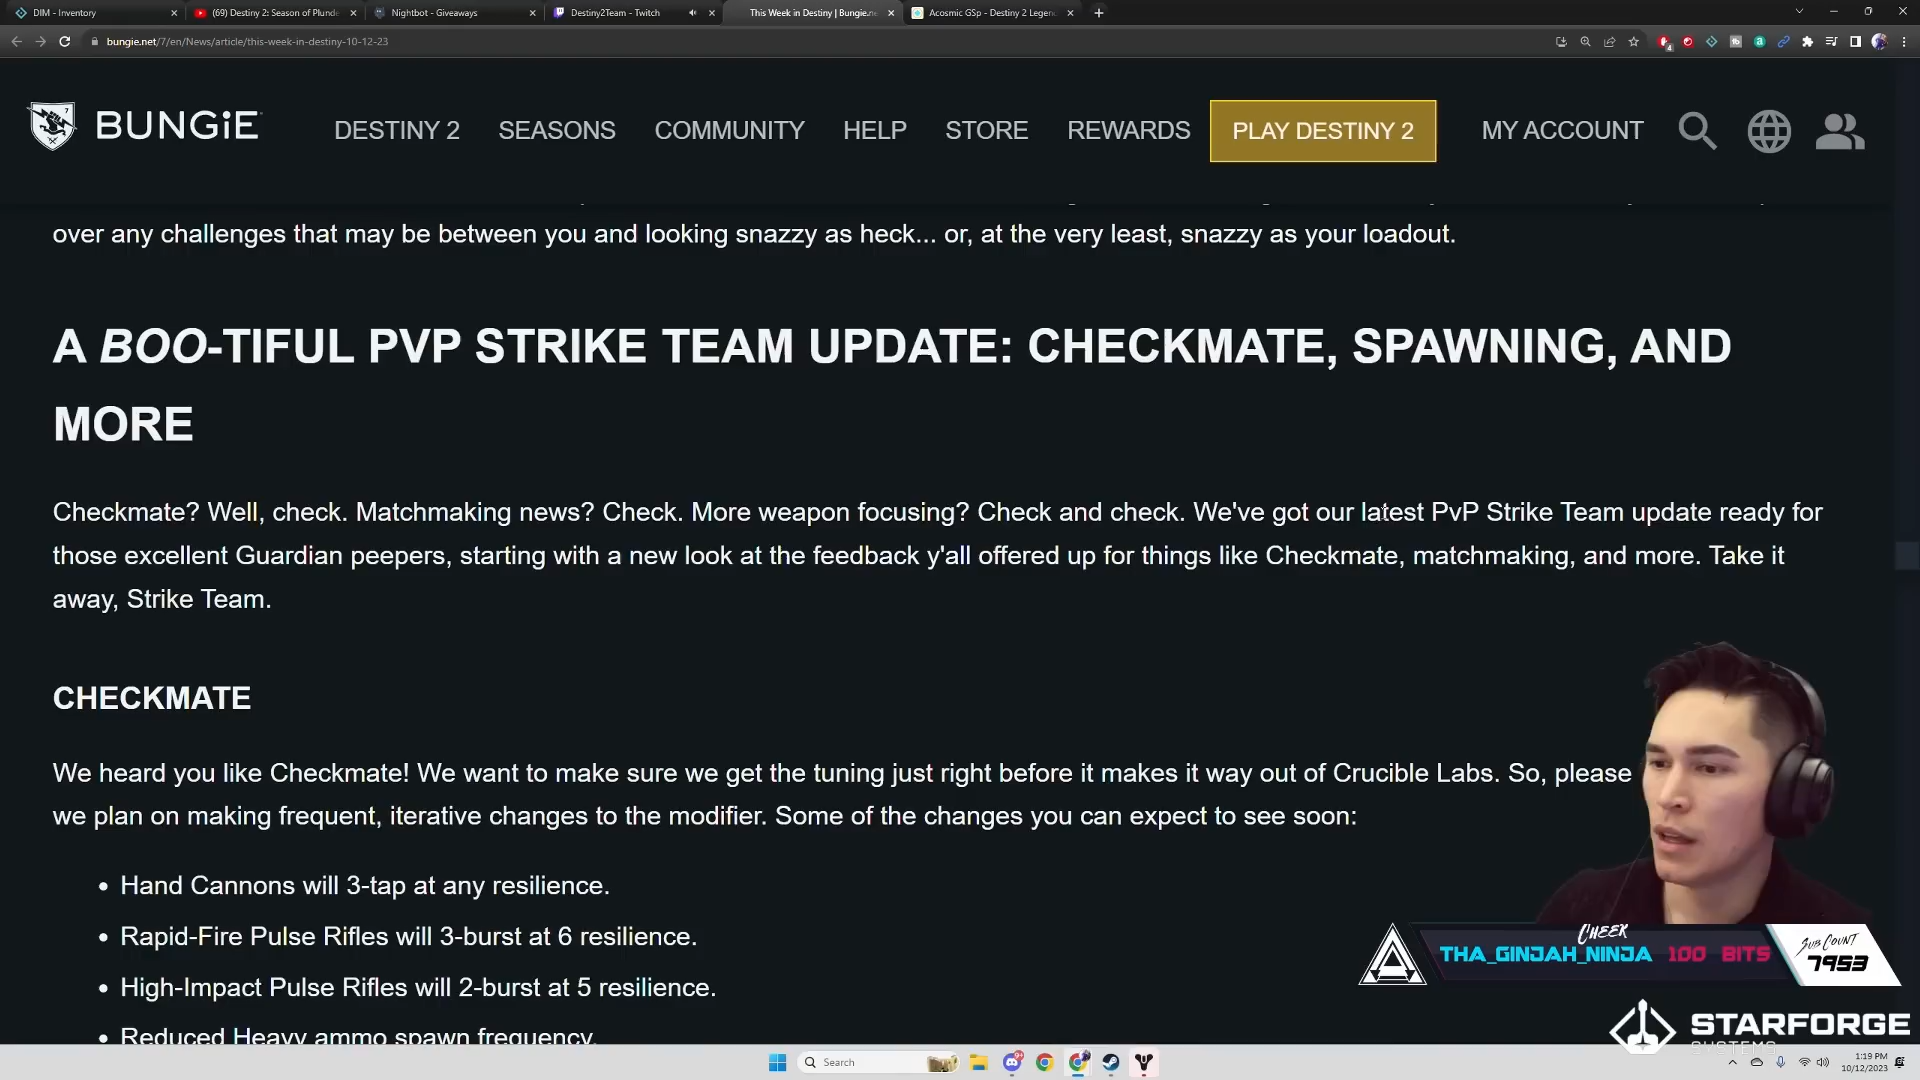 DIM - Inventory
(69) Destiny 2: Season of Plunde
Nightbot - Giveaways
Destiny2Team - Twitch
This Week in Destiny | Bungie.ne
Acosmic GSp - Destiny 2 Legen
bungie.net/7/en/News/article/this-week-in-destiny-10-12-23
BUNGiE
DESTINY 2
SEASONS
COMMUNITY
HELP
STORE
REWARDS
PLAY DESTINY 2
MY ACCOUNT
over any challenges that may be between you and looking snazzy as heck... or, at the very least, snazzy as your loadout.
A BOO-TIFUL PVP STRIKE TEAM UPDATE: CHECKMATE, SPAWNING, AND
MORE
Checkmate? Well, check. Matchmaking news? Check. More weapon focusing? Check and check. We've got our latest PvP Strike Team update ready for
those excellent Guardian peepers, starting with a new look at the feedback y'all offered up for things like Checkmate, matchmaking, and more. Take it
away, Strike Team.
CHECKMATE
We heard you like Checkmate! We want to make sure we get the tuning just right before it makes it way out of Crucible Labs. So, please
we plan on making frequent, iterative changes to the modifier. Some of the changes you can expect to see soon:
• Hand Cannons will 3-tap at any resilience.
• Rapid-Fire Pulse Rifles will 3-burst at 6 resilience.
• High-Impact Pulse Rifles will 2-burst at 5 resilience.
• Reduced Heavy ammo spawn frequency.
CHEER
THA_GINJAH_NINJA 100 BITS
SUB COUNT
7953
STARFORGE
SYSTEMS
Search
1:19 PM
10/12/2023